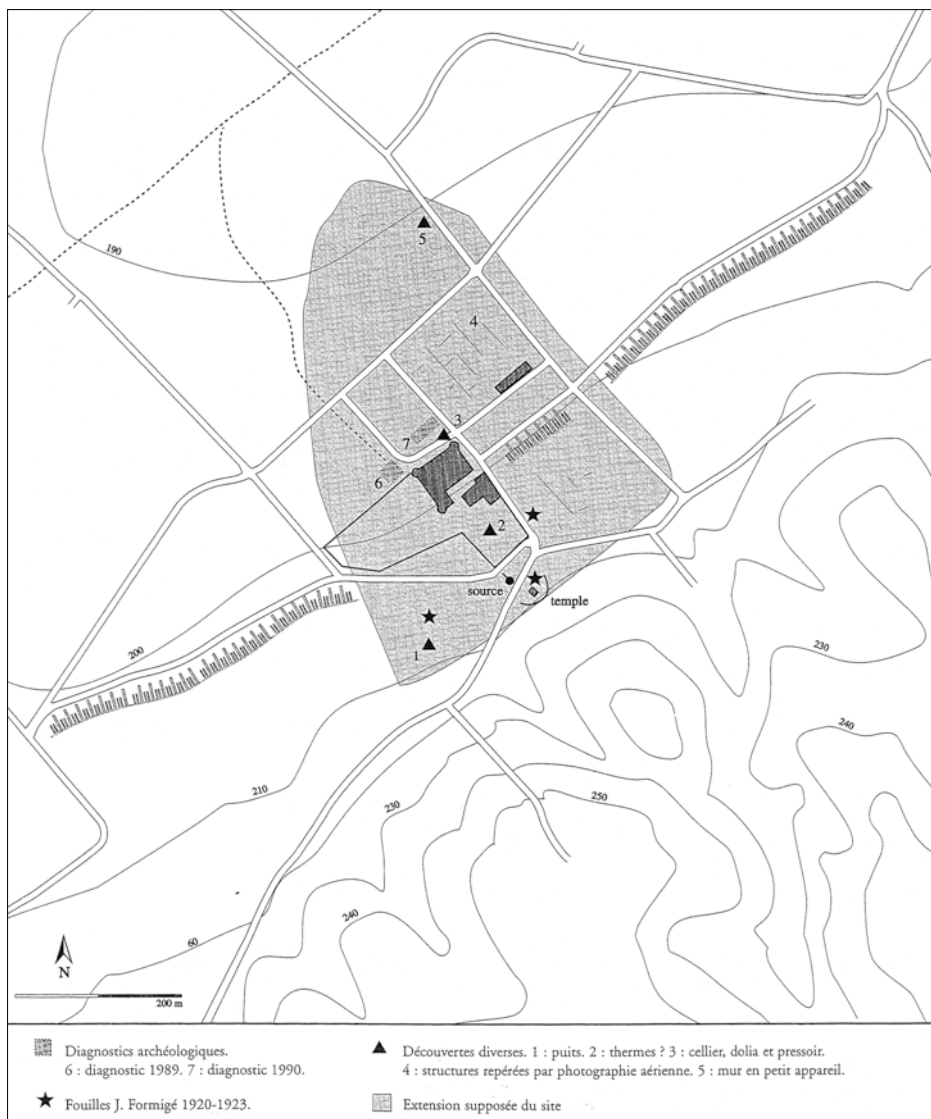 190
5
4
3
7
6
2
source
temple
1
200
230
240
210
230
250
240
60
N
200 m
Diagnostics archéologiques.
6 : diagnostic 1989. 7 : diagnostic 1990.
Fouilles J. Formigé 1920-1923.
Découvertes diverses. 1 : puits. 2 : thermes ? 3 : cellier, dolia et pressoir.
4 : structures repérées par photographie aérienne. 5 : mur en petit appareil.
Extension supposée du site